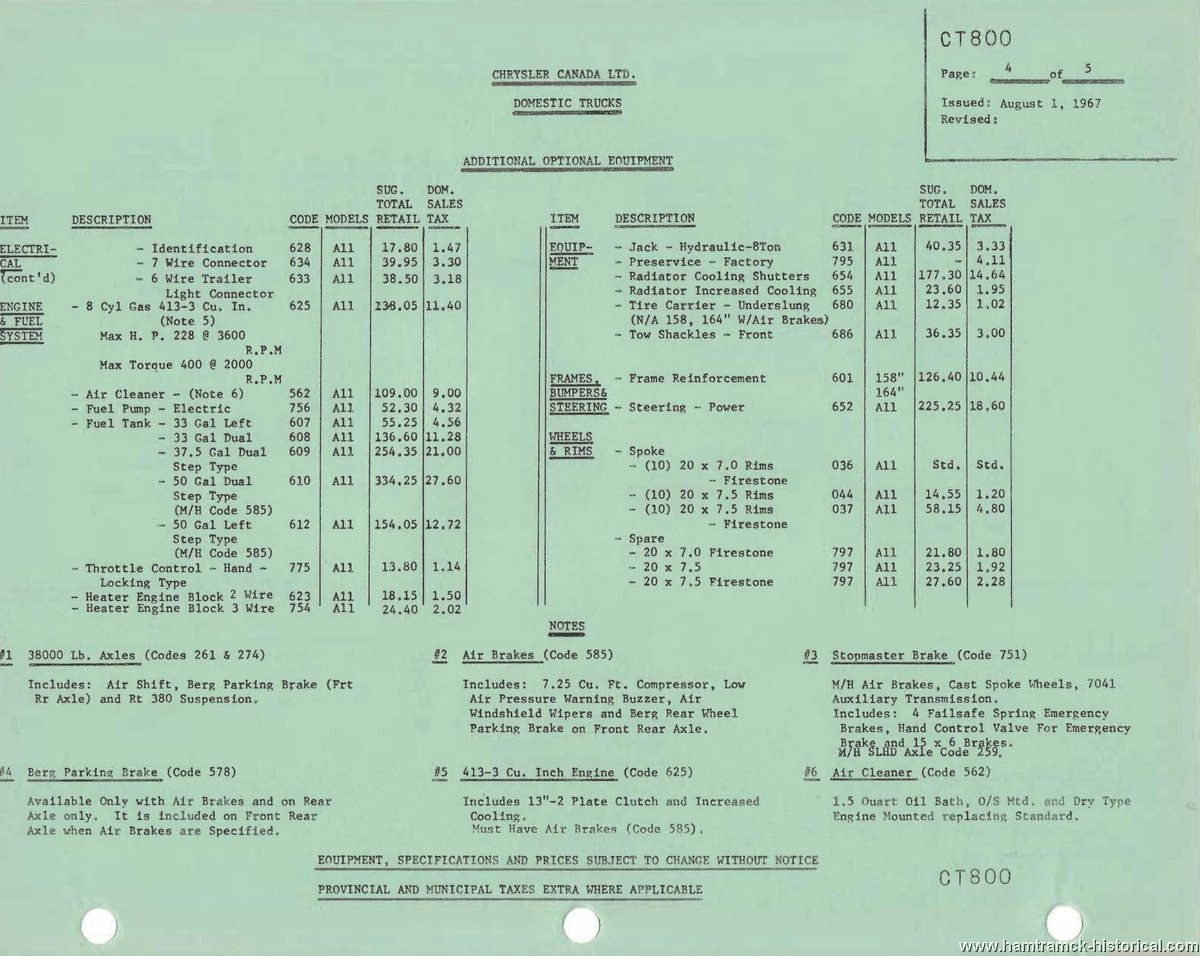 CT800
Page: 4 of 5
Issued: August 1, 1967
Revised:
CHRYSLER CANADA LTD.
DOMESTIC TRUCKS
ADDITIONAL OPTIONAL EQUIPMENT
ITEM DESCRIPTION CODE MODELS SUG. TOTAL RETAIL DOM. SALES TAX
ELECTRI- - Identification 628 All 17.80 1.47
CAL - 7 Wire Connector 634 All 39.95 3.30
(cont'd) - 6 Wire Trailer 633 All 38.50 3.18
Light Connector
ENGINE - 8 Cyl Gas 413-3 Cu. In. 625 All 138.05 11.40
& FUEL (Note 5)
SYSTEM Max H. P. 228 @ 3600
R.P.M
Max Torque 400 @ 2000
R.P.M
- Air Cleaner - (Note 6) 562 All 109.00 9.00
- Fuel Pump - Electric 756 All 52.30 4.32
- Fuel Tank - 33 Gal Left 607 All 55.25 4.56
- 33 Gal Dual 608 All 136.60 11.28
- 37.5 Gal Dual 609 All 254.35 21.00
Step Type
- 50 Gal Dual 610 All 334.25 27.60
Step Type
(M/H Code 585)
- 50 Gal Left 612 All 154.05 12.72
Step Type
(M/H Code 585)
- Throttle Control - Hand - 775 All 13.80 1.14
Locking Type
- Heater Engine Block 2 Wire 623 All 18.15 1.50
- Heater Engine Block 3 Wire 754 All 24.40 2.02
ITEM DESCRIPTION CODE MODELS SUG. TOTAL RETAIL DOM. SALES TAX
EQUIP- - Jack - Hydraulic-8Ton 631 All 40.35 3.33
MENT - Preservice - Factory 795 All - 4.11
- Radiator Cooling Shutters 654 All 177.30 14.64
- Radiator Increased Cooling 655 All 23.60 1.95
- Tire Carrier - Underslung 680 All 12.35 1.02
(N/A 158, 164" W/Air Brakes)
- Tow Shackles - Front 686 All 36.35 3.00
FRAMES, - Frame Reinforcement 601 158" 126.40 10.44
BUMPERS& 164"
STEERING - Steering - Power 652 All 225.25 18.60
WHEELS
& RIMS - Spoke
- (10) 20 x 7.0 Rims 036 All Std. Std.
- Firestone
- (10) 20 x 7.5 Rims 044 All 14.55 1.20
- (10) 20 x 7.5 Rims 037 All 58.15 4.80
- Firestone
- Spare
- 20 x 7.0 Firestone 797 All 21.80 1.80
- 20 x 7.5 797 All 23.25 1.92
- 20 x 7.5 Firestone 797 All 27.60 2.28
NOTES
#1 38000 Lb. Axles (Codes 261 & 274)
Includes: Air Shift, Berg Parking Brake (Frt
Rr Axle) and Rt 380 Suspension.
#2 Air Brakes (Code 585)
Includes: 7.25 Cu. Ft. Compressor, Low
Air Pressure Warning Buzzer, Air
Windshield Wipers and Berg Rear Wheel
Parking Brake on Front Rear Axle.
#3 Stopmaster Brake (Code 751)
M/H Air Brakes, Cast Spoke Wheels, 7041
Auxiliary Transmission.
Includes: 4 Failsafe Spring Emergency
Brakes, Hand Control Valve For Emergency
Brake and 15 x 6 Brakes.
M/H SLHD Axle Code 259.
#4 Berg Parking Brake (Code 578)
Available Only with Air Brakes and on Rear
Axle only. It is included on Front Rear
Axle when Air Brakes are Specified.
#5 413-3 Cu. Inch Engine (Code 625)
Includes 13"-2 Plate Clutch and Increased
Cooling.
Must Have Air Brakes (Code 585).
#6 Air Cleaner (Code 562)
1.5 Quart Oil Bath, O/S Mtd. and Dry Type
Engine Mounted replacing Standard.
EQUIPMENT, SPECIFICATIONS AND PRICES SUBJECT TO CHANGE WITHOUT NOTICE
PROVINCIAL AND MUNICIPAL TAXES EXTRA WHERE APPLICABLE
CT800
www.hamtramck-historical.com